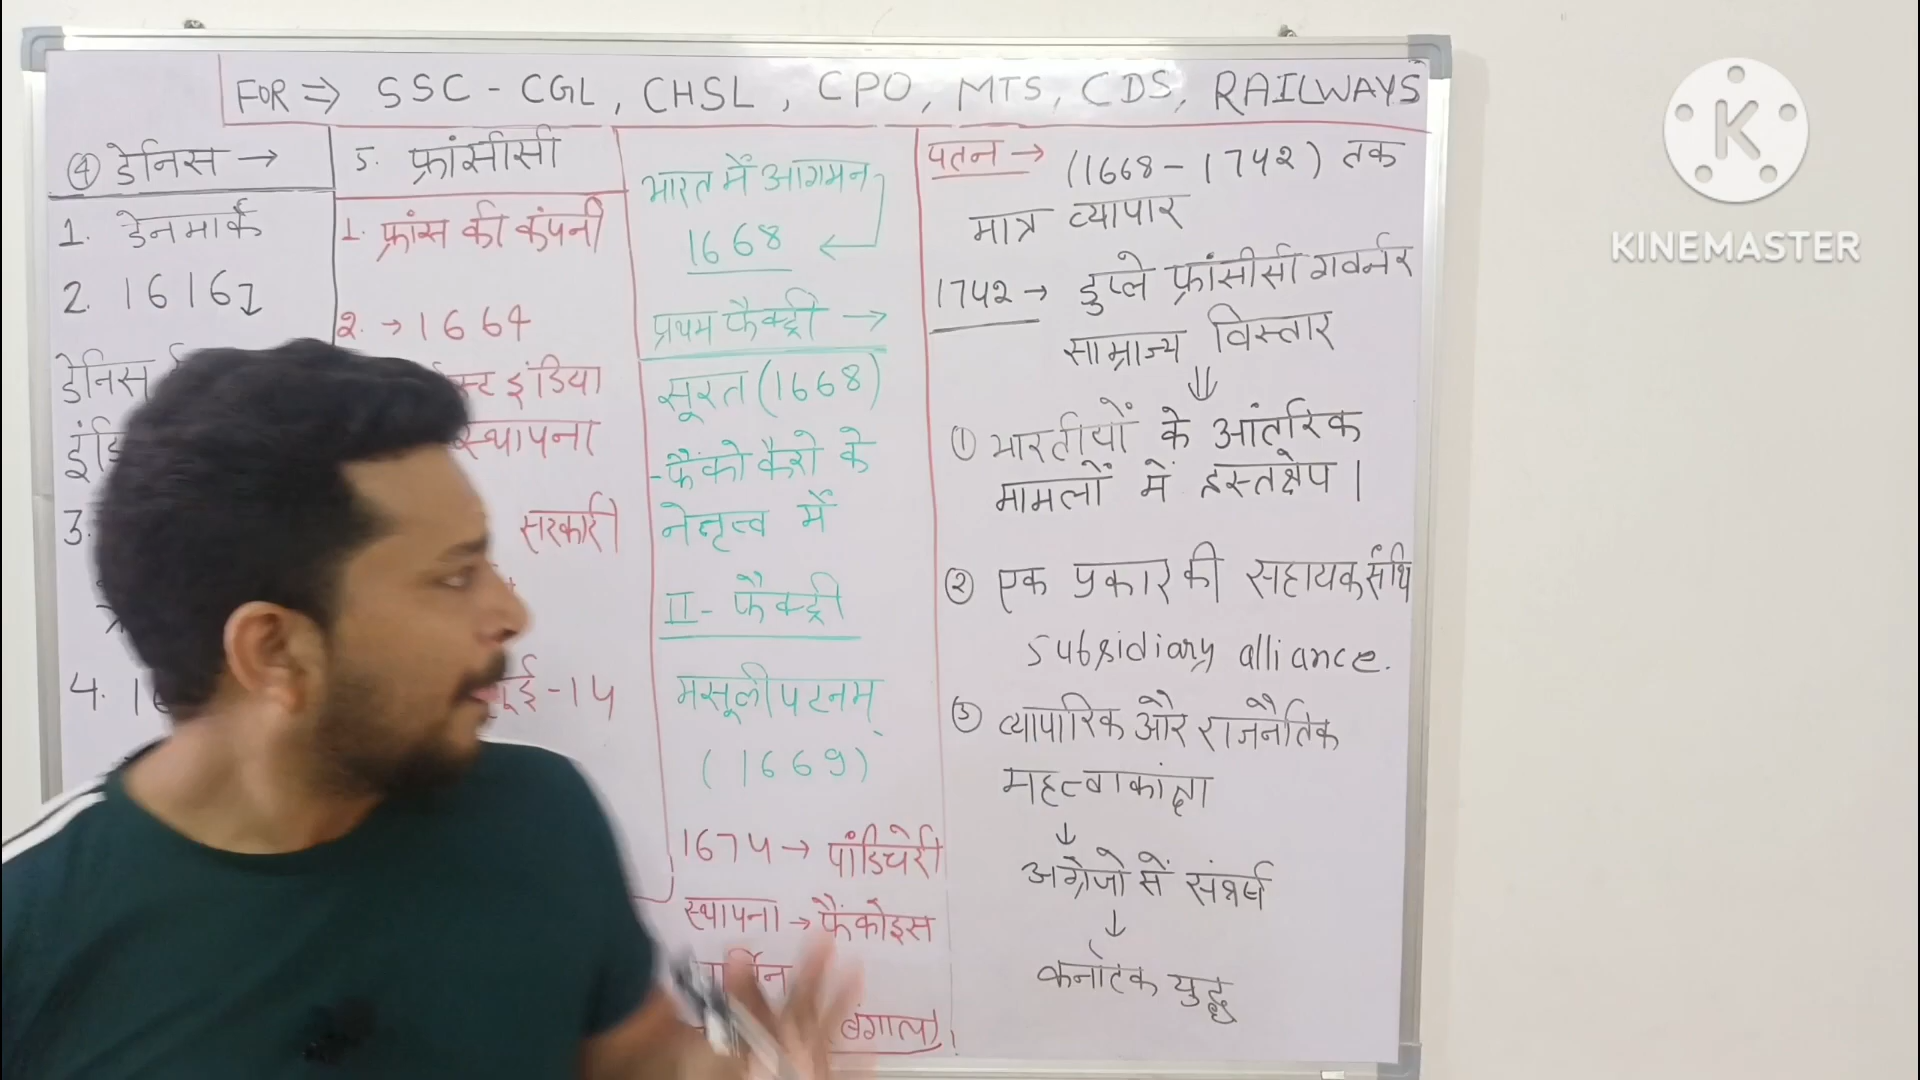 FOR => SSC - CGL, CHSL, CPO, MTS, CDS, RAILWAYS
④ डेनिस →
1. डेनमार्क
2. 1616
डेनिस
3.
4.
5. फ्रांसीसी
1. फ्रांस की कंपनी
2. → 1664
इंडिया
स्थापना
सरकारी
लुई-14
भारत में आगमन
1668
प्रथम फैक्ट्री →
सूरत (1668)
-फैंको कैरो के
नेतृत्व में
II- फैक्ट्री
मसूलीपटनम्
(1669)
1674 → पांडिचेरी
स्थापना → फैंकोइस
(बंगाल)
पतन → (1668-1742) तक
मात्र व्यापार
1742 → डुप्ले फ्रांसीसी गवर्नर
साम्राज्य विस्तार
⇓
① भारतीयों के आंतरिक
मामलों में हस्तक्षेप।
② एक प्रकार की सहायक संधि
subsidiary alliance.
③ व्यापारिक और राजनैतिक
महत्वाकांक्षा
↓
अंग्रेजो से संघर्ष
↓
कर्नाटक युद्ध
K
KINEMASTER